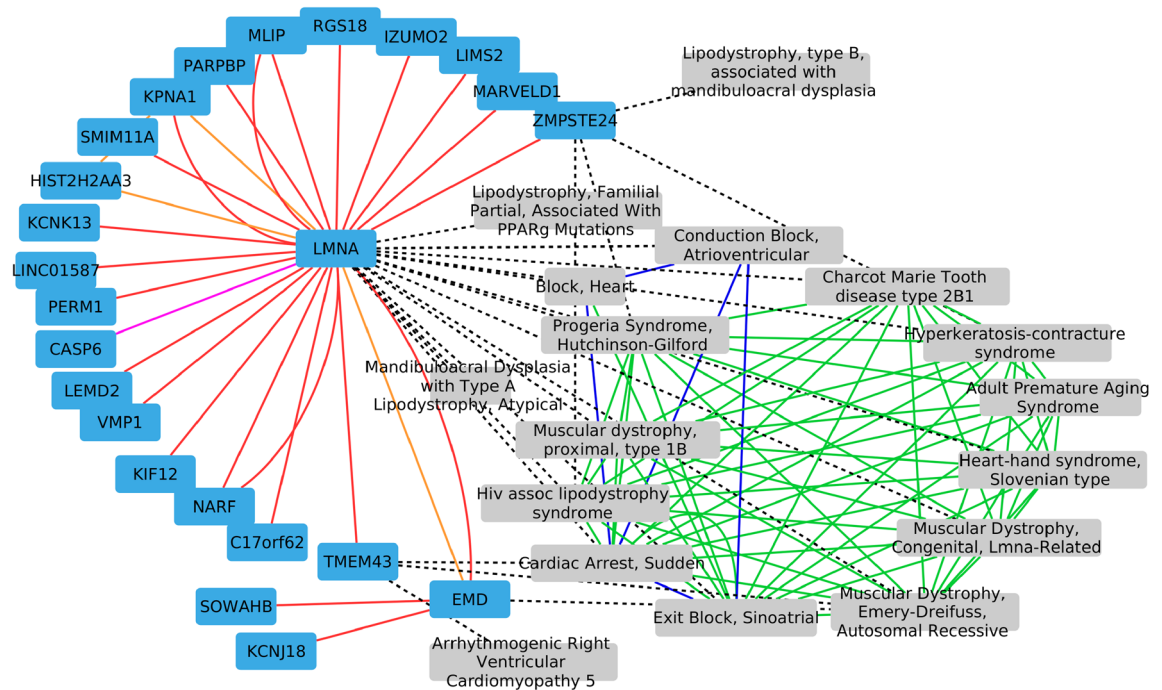 RGS18
MLIP
IZUMO2
LIMS2
PARPBP
MARVELD1
KPNA1
ZMPSTE24
SMIM11A
HIST2H2AA3
KCNK13
LMNA
LINC01587
PERM1
CASP6
LEMD2
VMP1
KIF12
NARF
C17orf62
TMEM43
EMD
SOWAHB
KCNJ18
Lipodystrophy, type B,
associated with
mandibuloacral dysplasia
Lipodystrophy, Familial
Partial, Associated With
PPARg Mutations
Conduction Block,
Atrioventricular
Block, Heart
Charcot Marie Tooth
disease type 2B1
Progeria Syndrome,
Hutchinson-Gilford
Hyperkeratosis-contracture
syndrome
Mandibuloacral Dysplasia
with Type A
Lipodystrophy, Atypical
Adult Premature Aging
Syndrome
Muscular dystrophy,
proximal, type 1B
Heart-hand syndrome,
Slovenian type
Hiv assoc lipodystrophy
syndrome
Muscular Dystrophy,
Congenital, Lmna-Related
Cardiac Arrest, Sudden
Exit Block, Sinoatrial
Muscular Dystrophy,
Emery-Dreifuss,
Autosomal Recessive
Arrhythmogenic Right
Ventricular
Cardiomyopathy 5